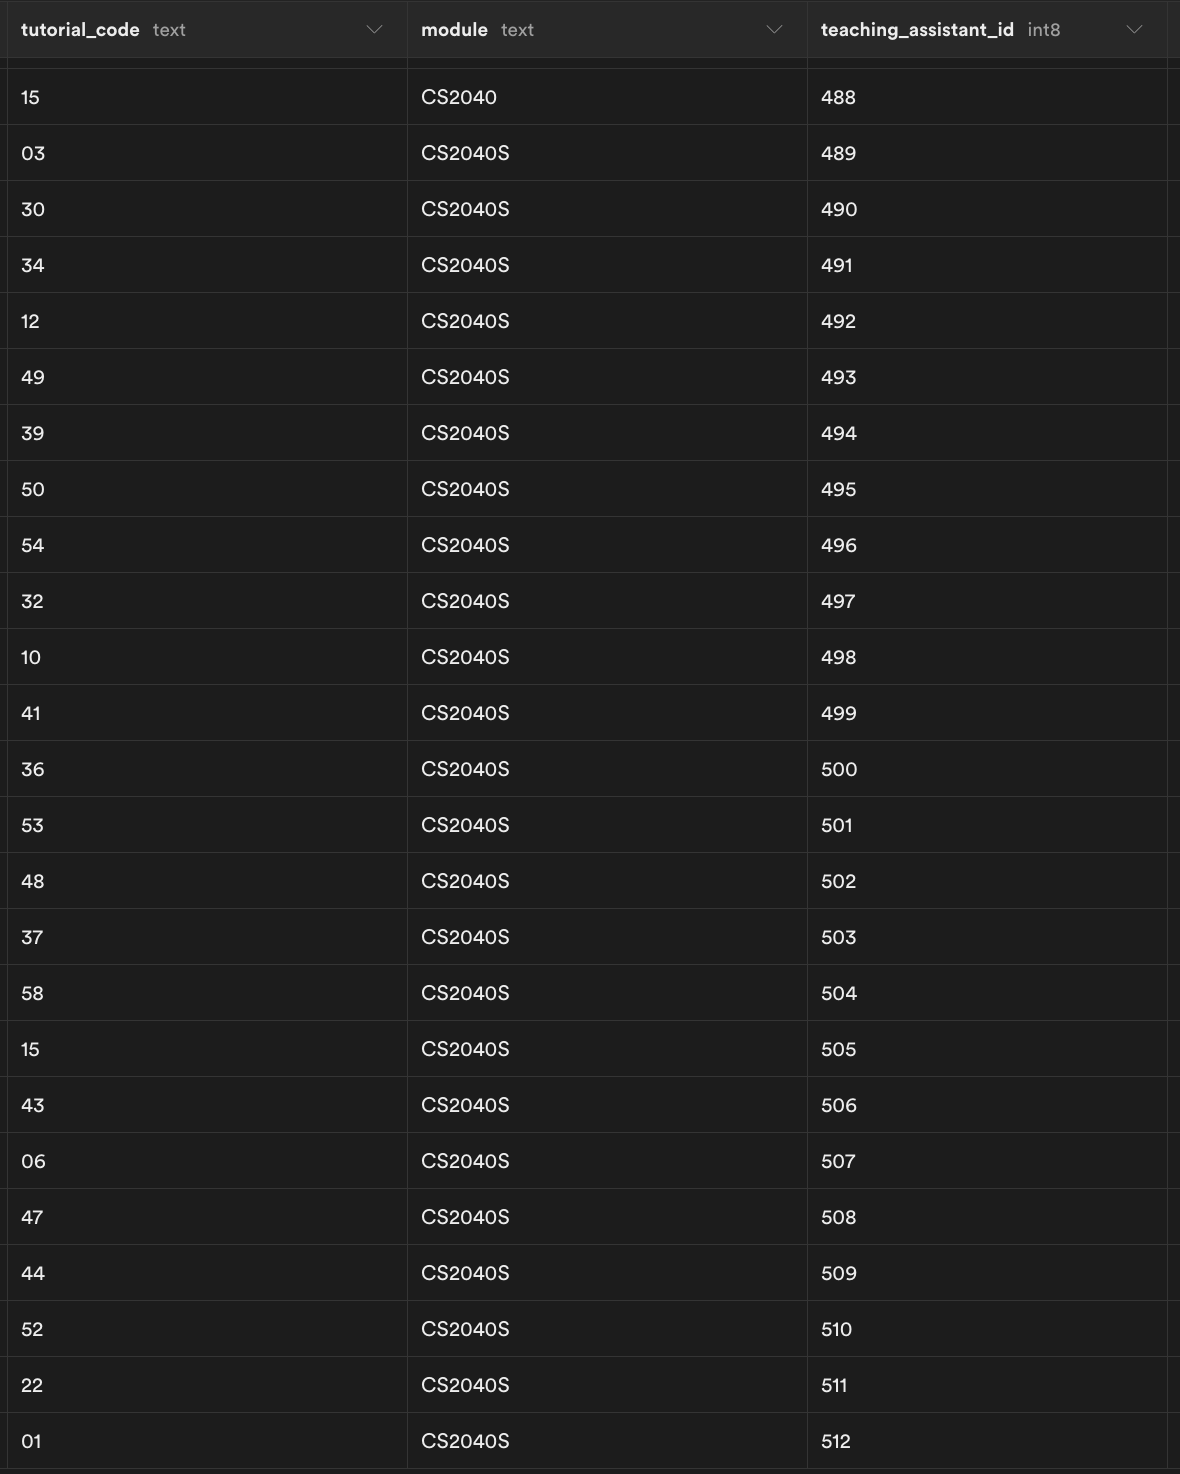 tutorial_code text module text teaching_assistant_id int8
15 CS2040 488
03 CS2040S 489
30 CS2040S 490
34 CS2040S 491
12 CS2040S 492
49 CS2040S 493
39 CS2040S 494
50 CS2040S 495
54 CS2040S 496
32 CS2040S 497
10 CS2040S 498
41 CS2040S 499
36 CS2040S 500
53 CS2040S 501
48 CS2040S 502
37 CS2040S 503
58 CS2040S 504
15 CS2040S 505
43 CS2040S 506
06 CS2040S 507
47 CS2040S 508
44 CS2040S 509
52 CS2040S 510
22 CS2040S 511
01 CS2040S 512